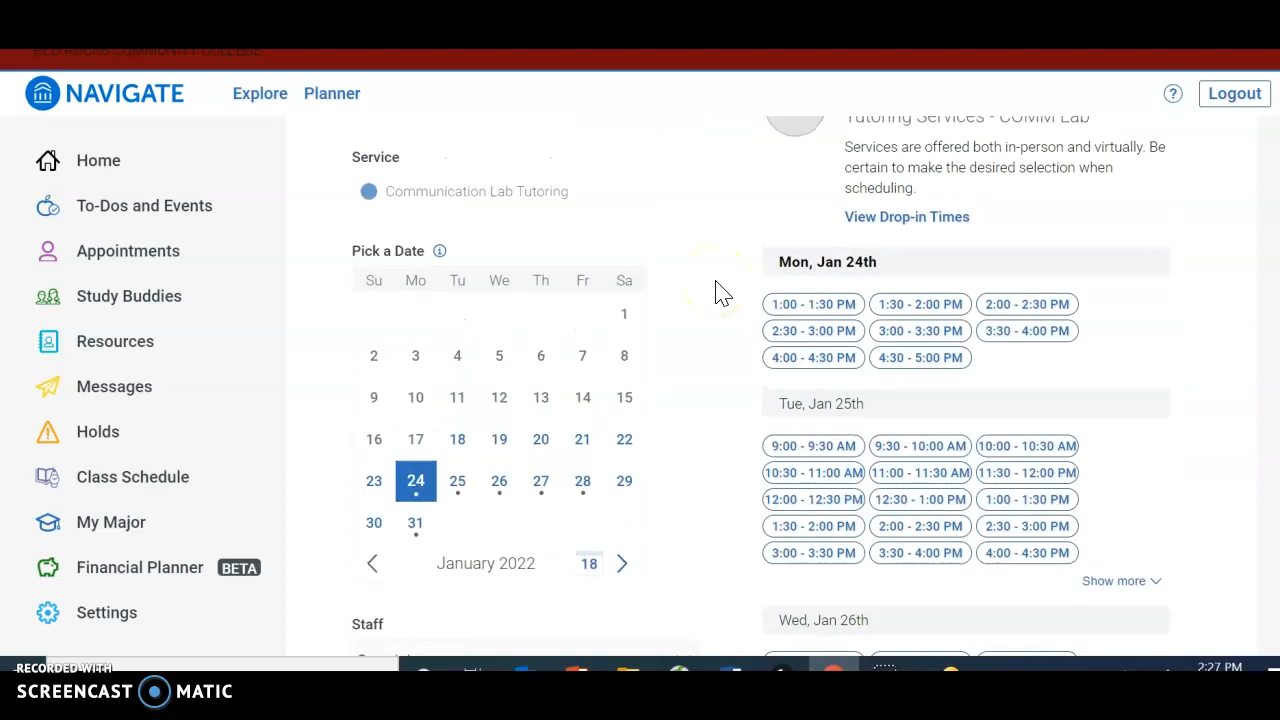 RED ROCKS COMMUNITY COLLEGE
NAVIGATE Explore Planner ? Logout
Home
To-Dos and Events
Appointments
Study Buddies
Resources
Messages
Holds
Class Schedule
My Major
Financial Planner BETA
Settings
Service
Communication Lab Tutoring
Pick a Date
Su Mo Tu We Th Fr Sa
1
2 3 4 5 6 7 8
9 10 11 12 13 14 15
16 17 18 19 20 21 22
23 24 25 26 27 28 29
30 31
January 2022 18
Staff
Tutoring Services - COMM Lab
Services are offered both in-person and virtually. Be
certain to make the desired selection when
scheduling.
View Drop-in Times
Mon, Jan 24th
1:00 - 1:30 PM 1:30 - 2:00 PM 2:00 - 2:30 PM
2:30 - 3:00 PM 3:00 - 3:30 PM 3:30 - 4:00 PM
4:00 - 4:30 PM 4:30 - 5:00 PM
Tue, Jan 25th
9:00 - 9:30 AM 9:30 - 10:00 AM 10:00 - 10:30 AM
10:30 - 11:00 AM 11:00 - 11:30 AM 11:30 - 12:00 PM
12:00 - 12:30 PM 12:30 - 1:00 PM 1:00 - 1:30 PM
1:30 - 2:00 PM 2:00 - 2:30 PM 2:30 - 3:00 PM
3:00 - 3:30 PM 3:30 - 4:00 PM 4:00 - 4:30 PM
Show more
Wed, Jan 26th
2:27 PM
RECORDED WITH
SCREENCAST MATIC